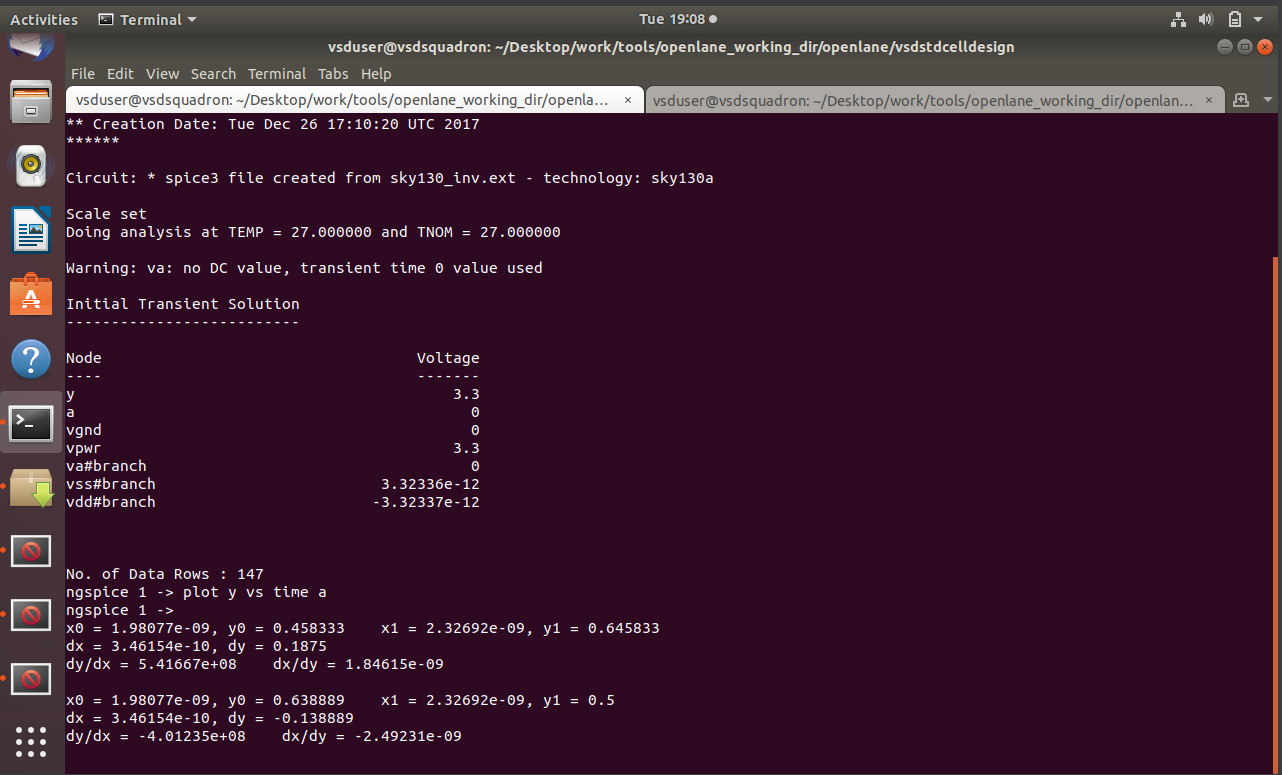 Activities Terminal Tue 19:08
vsduser@vsdsquadron: ~/Desktop/work/tools/openlane_working_dir/openlane/vsdstdcelldesign
File Edit View Search Terminal Tabs Help
vsduser@vsdsquadron: ~/Desktop/work/tools/openlane_working_dir/openla... × vsduser@vsdsquadron: ~/Desktop/work/tools/openlane_working_dir/openlan... ×
** Creation Date: Tue Dec 26 17:10:20 UTC 2017
******
Circuit: * spice3 file created from sky130_inv.ext - technology: sky130a
Scale set
Doing analysis at TEMP = 27.000000 and TNOM = 27.000000
Warning: va: no DC value, transient time 0 value used
Initial Transient Solution
--------------------------
Node Voltage
---- -------
y 3.3
a 0
vgnd 0
vpwr 3.3
va#branch 0
vss#branch 3.32336e-12
vdd#branch -3.32337e-12
No. of Data Rows : 147
ngspice 1 -> plot y vs time a
ngspice 1 ->
x0 = 1.98077e-09, y0 = 0.458333 x1 = 2.32692e-09, y1 = 0.645833
dx = 3.46154e-10, dy = 0.1875
dy/dx = 5.41667e+08 dx/dy = 1.84615e-09
x0 = 1.98077e-09, y0 = 0.638889 x1 = 2.32692e-09, y1 = 0.5
dx = 3.46154e-10, dy = -0.138889
dy/dx = -4.01235e+08 dx/dy = -2.49231e-09